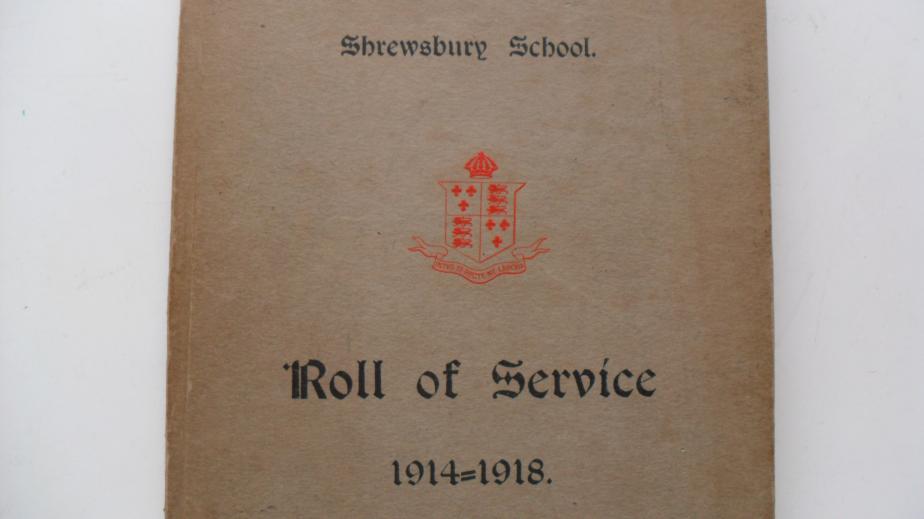 Shrewsbury School.
Roll of Service
1914=1918.